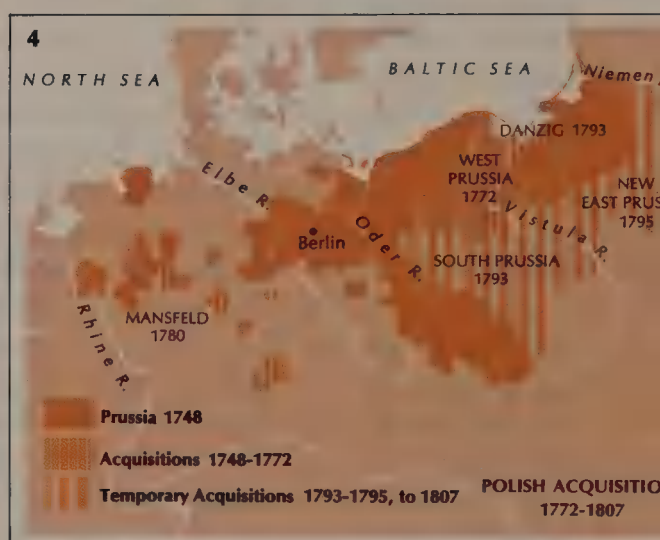 4
NORTH SEA
BALTIC SEA
Niemen
DANZIG 1793
WEST
PRUSSIA
1772
NEW
EAST PRUS
1795
Elbe R.
Vistula R.
Oder R.
Berlin
SOUTH PRUSSIA
1793
Rhine R.
MANSFELD
1780
Prussia 1748
Acquisitions 1748-1772
Temporary Acquisitions 1793-1795, to 1807
POLISH ACQUISITIO
1772-1807